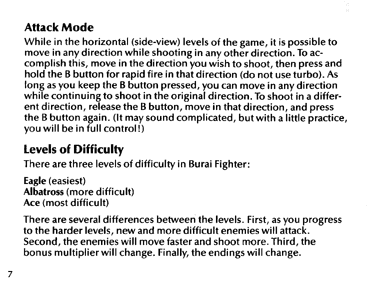 Attack Mode
While in the horizontal (side-view) levels of the game, it is possible to
move in any direction while shooting in any other direction. To ac-
complish this, move in the direction you wish to shoot, then press and
hold the B button for rapid fire in that direction (do not use turbo). As
long as you keep the B button pressed, you can move in any direction
while continuing to shoot in the original direction. To shoot in a differ-
ent direction, release the B button, move in that direction, and press
the B button again. (It may sound complicated, but with a little practice,
you will be in full control!)
Levels of Difficulty
There are three levels of difficulty in Burai Fighter:
Eagle (easiest)
Albatross (more difficult)
Ace (most difficult)
There are several differences between the levels. First, as you progress
to the harder levels, new and more difficult enemies will attack.
Second, the enemies will move faster and shoot more. Third, the
bonus multiplier will change. Finally, the endings will change.
7